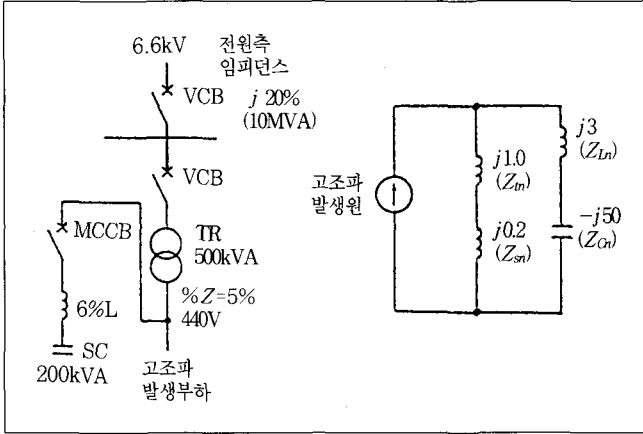 6.6kV
전원측
임피던스
VCB
j 20%
(10MVA)
VCB
MCCB
TR
500kVA
6%L
%Z=5%
440V
SC
200kVA
고조파
발생부하
고조파
발생원
j1.0
(Ztn)
j0.2
(Zsn)
j3
(ZLn)
-j50
(ZCn)